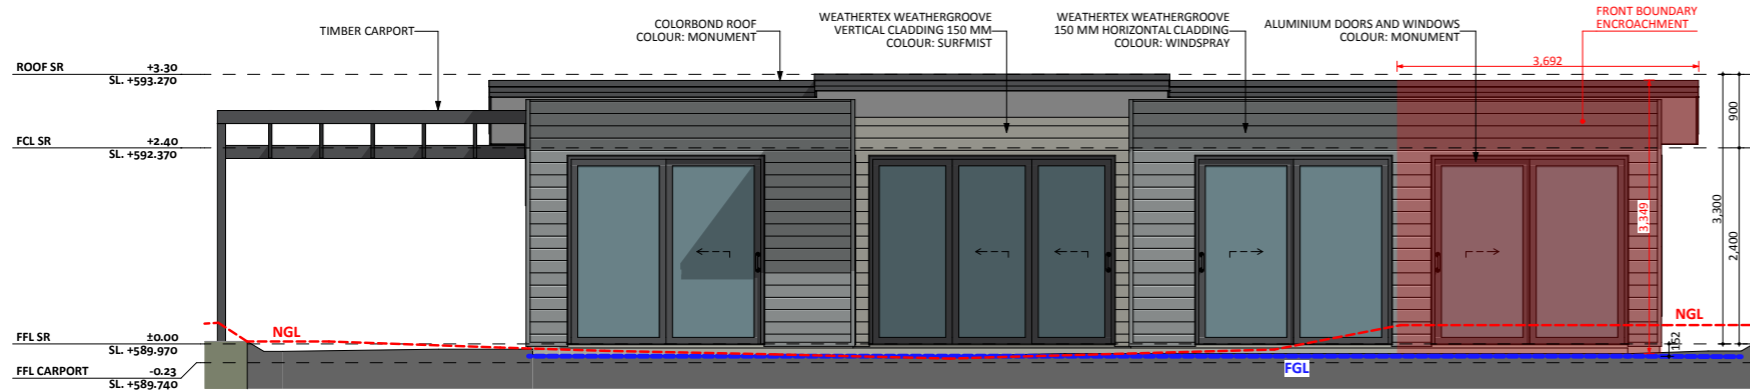 TIMBER CARPORT
COLORBOND ROOF
COLOUR: MONUMENT
WEATHERTEX WEATHERGROOVE
VERTICAL CLADDING 150 MM
COLOUR: SURFMIST
WEATHERTEX WEATHERGROOVE
150 MM HORIZONTAL CLADDING
COLOUR: WINDSPRAY
ALUMINIUM DOORS AND WINDOWS
COLOUR: MONUMENT
FRONT BOUNDARY
ENCROACHMENT
3,692
ROOF SR +3.30
SL. +593.270
900
FCL SR +2.40
SL. +592.370
3,349
3,300
2,400
NGL
NGL
FFL SR ±0.00
SL. +589.970
152
FGL
FFL CARPORT -0.23
SL. +589.740